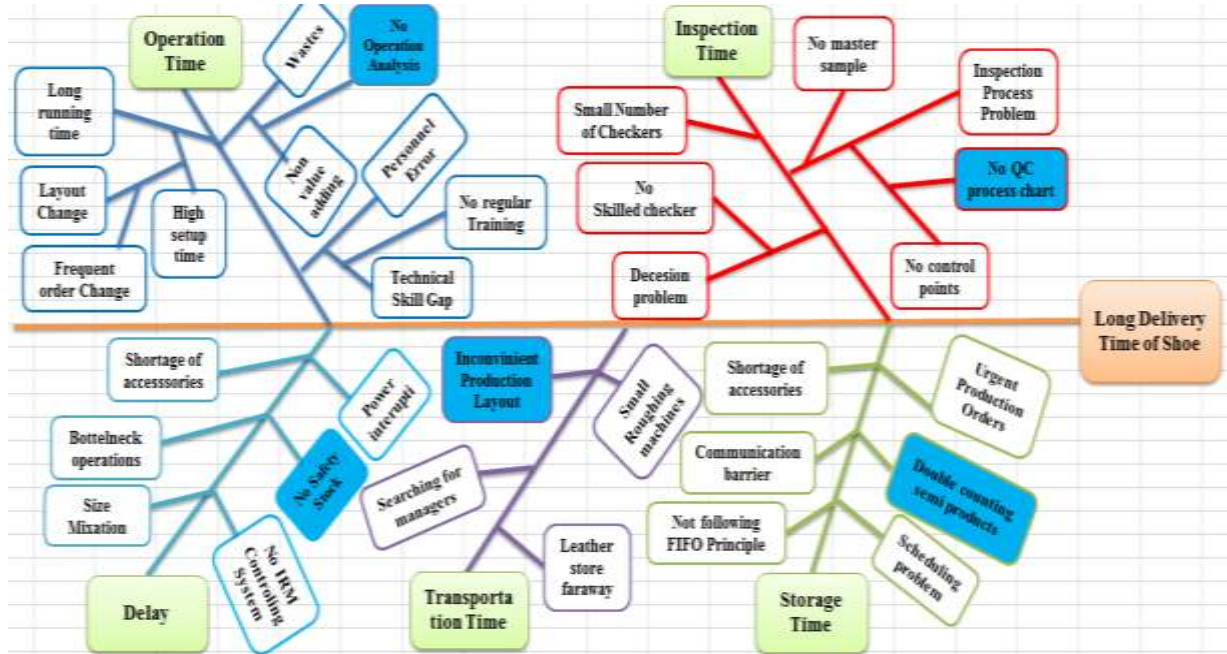 Operation
Time
Wastes
No
Operation
Analysis
Long
running
time
Layout
Change
High
setup
time
Frequent
order Change
Non
value
adding
Personnel
Error
No regular
Training
Technical
Skill Gap
Inspection
Time
No master
sample
Inspection
Process
Problem
Small Number
of Checkers
No QC
process chart
No
Skilled checker
Decesion
problem
No control
points
Long Delivery
Time of Shoe
Shortage of
accesssories
Power
interrupti
Bottelneck
operations
No Safety
Stock
Size
Mixation
No IRM
Controling
System
Delay
Inconvinient
Production
Layout
Small
Roughing
machines
Searching for
managers
Leather
store
faraway
Transporta
tion Time
Shortage of
accessories
Urgent
Production
Orders
Communication
barrier
Double counting
semi products
Not following
FIFO Principle
Scheduling
problem
Storage
Time